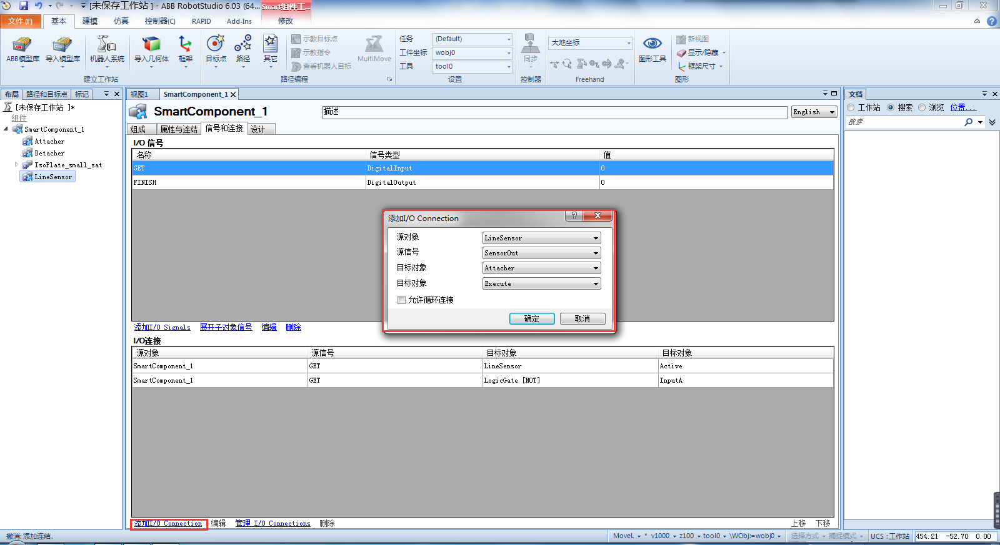 [未保存工作站 ] - ABB RobotStudio 6.03 (64... Smart组件工...
文件(F) 基本 建模 仿真 控制器(C) RAPID Add-Ins 修改
ABB模型库 导入模型库 机器人系统 导入几何体 框架 目标点 路径 其它
示教目标点
示教指令
查看机器人目标
MultiMove
任务 (Default)
工件坐标 wobj0
工具 tool0
同步
大地坐标
图形工具
新视图
显示/隐藏
框架尺寸
建立工作站 路径编程 设置 控制器 Freehand 图形
布局 路径和目标点 标记
[未保存工作站 ]*
组件
SmartComponent_1
Attacher
Detacher
IsoPlate_small_sat
LineSensor
视图1 SmartComponent_1
SmartComponent_1 描述 English
组成 属性与连结 信号和连接 设计
I/O 信号
名称 信号类型 值
GET DigitalInput 0
FINISH DigitalOutput 0
添加I/O Connection
源对象 LineSensor
源信号 SensorOut
目标对象 Attacher
目标对象 Execute
允许循环连接
确定 取消
添加I/O Signals 展开子对象信号 编辑 删除
I/O连接
源对象 源信号 目标对象 目标对象
SmartComponent_1 GET LineSensor Active
SmartComponent_1 GET LogicGate [NOT] InputA
添加I/O Connection 编辑 管理 I/O Connections 删除 上移 下移
文档
工作站 搜索 浏览 位置...
搜索
撤消:添加连结. MoveL * v1000 z100 tool0 \WObj:=wobj0 选择方式 捕捉模式 UCS :工作站 454.21 -52.70 0.00